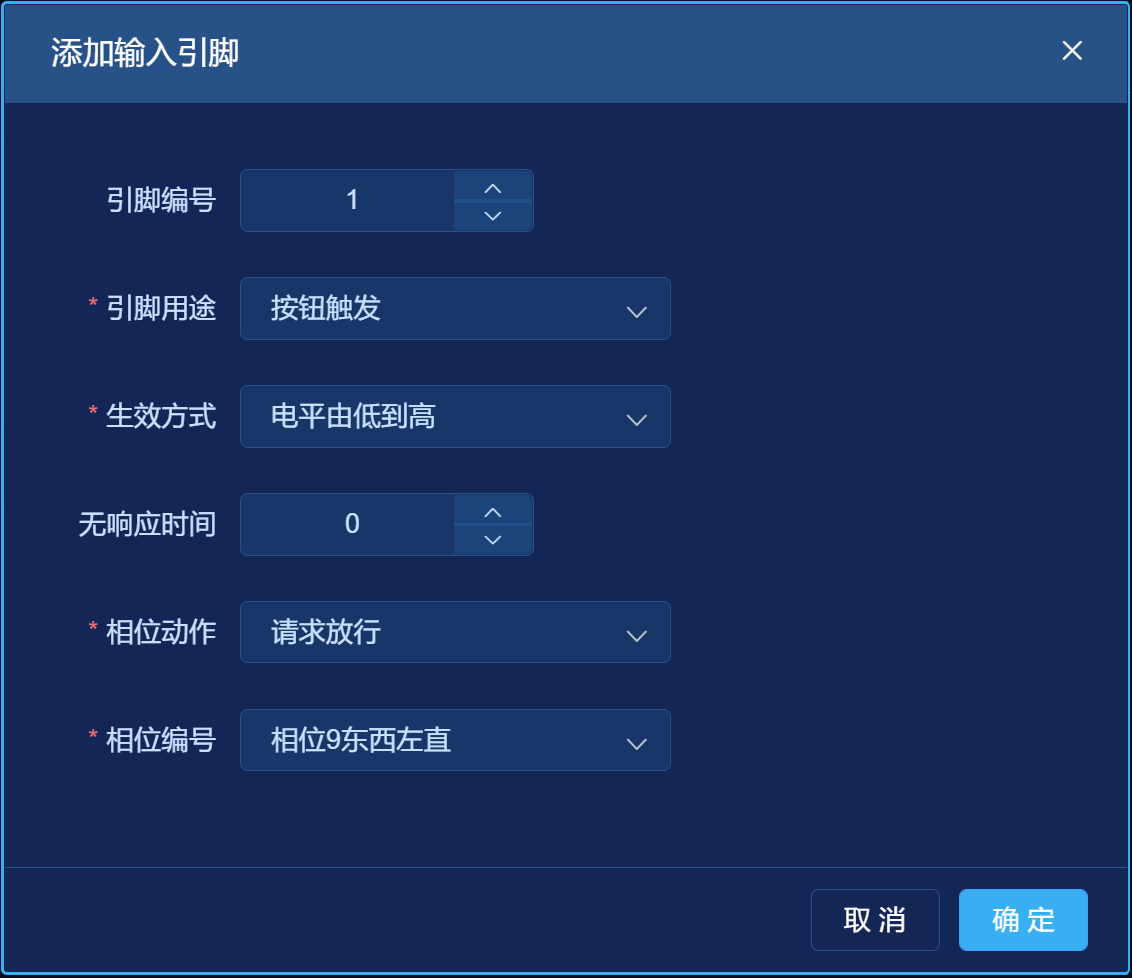 添加输入引脚
引脚编号 1
* 引脚用途 按钮触发
* 生效方式 电平由低到高
无响应时间 0
* 相位动作 请求放行
* 相位编号 相位9东西左直
取 消 确 定